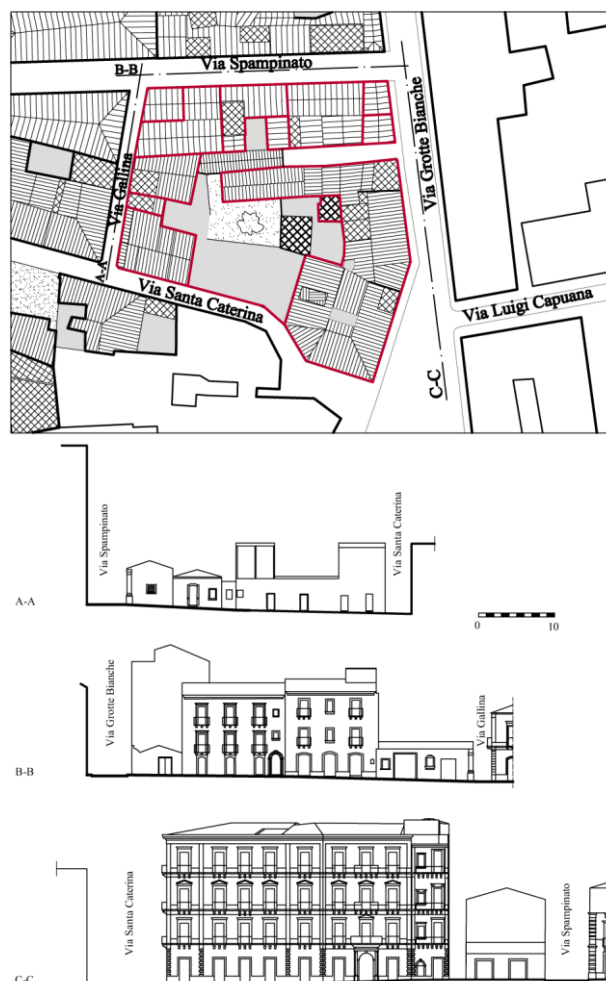 Via Spampinato
B-B
Via Grotte Bianche
Via Gallina
A-A
Via Santa Caterina
Via Luigi Capuana
C-C
Via Spampinato
Via Santa Caterina
A-A
0 10
Via Grotte Bianche
Via Gallina
B-B
Via Santa Caterina
Via Spampinato
C-C